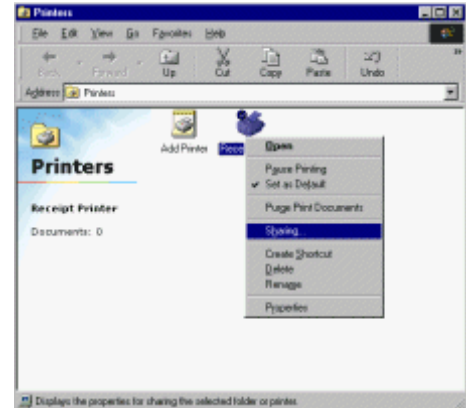 Printers
File Edit View Go Favorites Help
Back Forward Up Cut Copy Paste Undo
Address Printers
Printers
Receipt Printer
Documents: 0
Add Printer Rece
Open
Pause Printing
Set as Default
Purge Print Documents
Sharing...
Create Shortcut
Delete
Rename
Properties
Displays the properties for sharing the selected folder or printer.